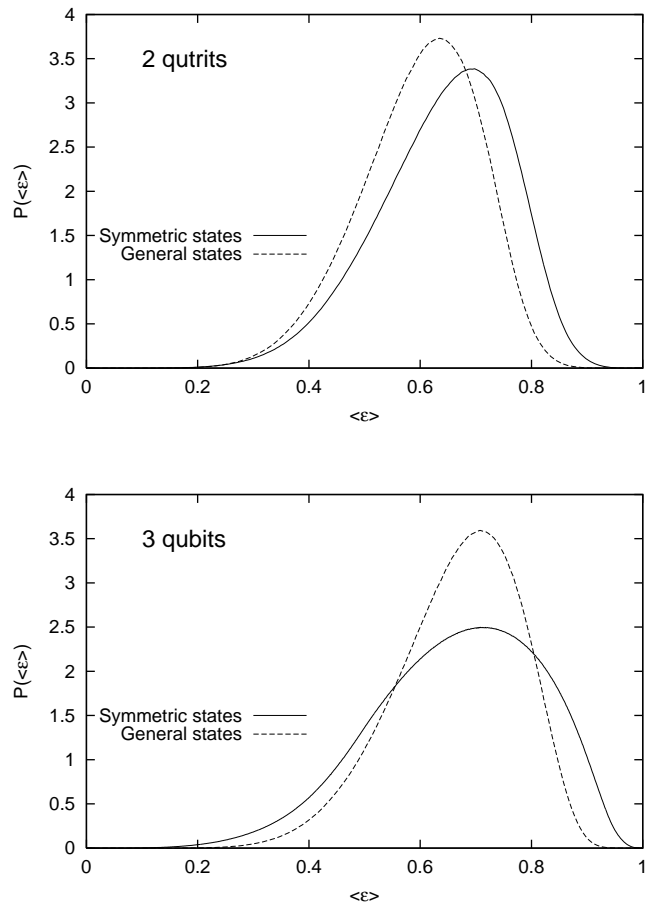 4
3.5
3
2.5
2
1.5
1
0.5
0
P(<ε>)
2 qutrits
Symmetric states
General states
0 0.2 0.4 0.6 0.8 1
<ε>
4
3.5
3
2.5
2
1.5
1
0.5
0
P(<ε>)
3 qubits
Symmetric states
General states
0 0.2 0.4 0.6 0.8 1
<ε>